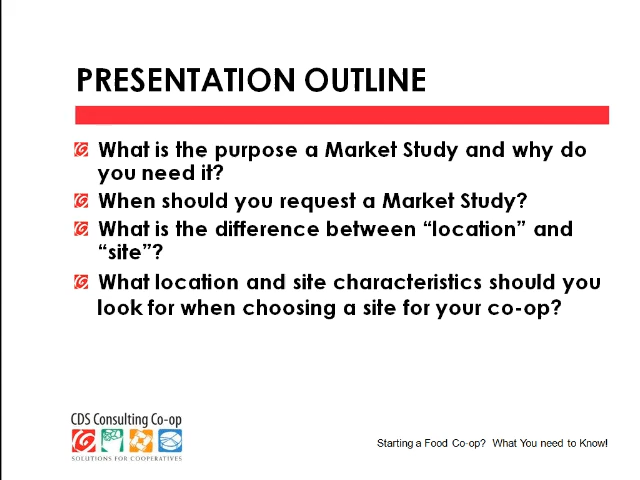 PRESENTATION OUTLINE
What is the purpose a Market Study and why do
you need it?
When should you request a Market Study?
What is the difference between “location” and
“site”?
What location and site characteristics should you
look for when choosing a site for your co-op?
CDS Consulting Co-op
SOLUTIONS FOR COOPERATIVES
Starting a Food Co-op? What You need to Know!